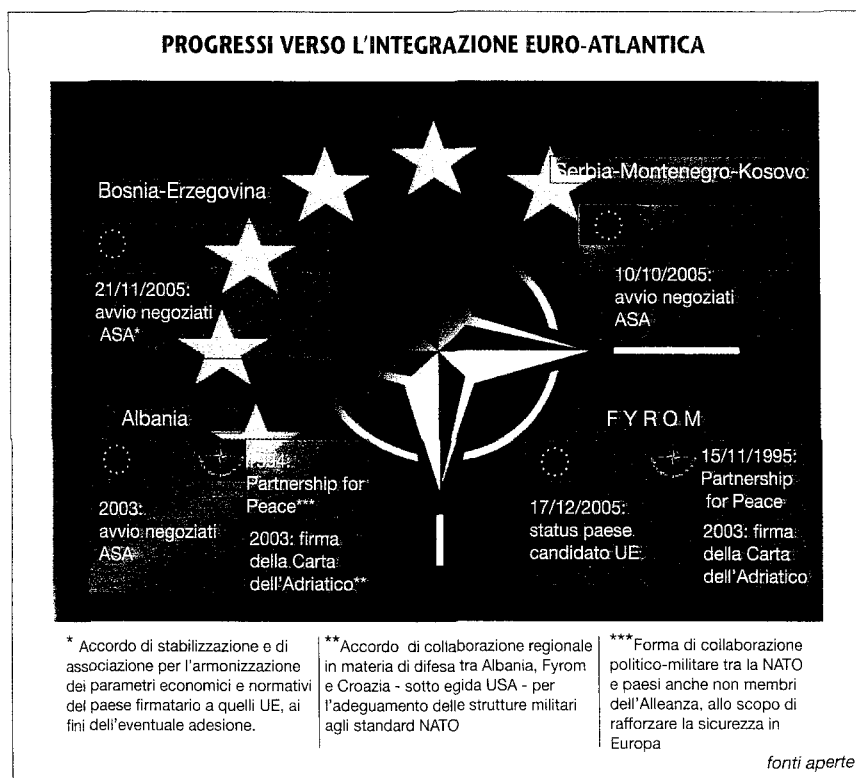 PROGRESSI VERSO L'INTEGRAZIONE EURO-ATLANTICA
Bosnia-Erzegovina
21/11/2005:
avvio negoziati
ASA*
Serbia-Montenegro-Kosovo
10/10/2005:
avvio negoziati
ASA
Albania
2003:
avvio negoziati
ASA
1994:
Partnership for
Peace***
2003: firma
della Carta
dell'Adriatico**
FYROM
17/12/2005:
status paese
candidato UE
15/11/1995:
Partnership
for Peace
2003: firma
della Carta
dell'Adriatico
* Accordo di stabilizzazione e di
associazione per l'armonizzazione
dei parametri economici e normativi
del paese firmatario a quelli UE, ai
fini dell'eventuale adesione.
**Accordo di collaborazione regionale
in materia di difesa tra Albania, Fyrom
e Croazia - sotto egida USA - per
l'adeguamento delle strutture militari
agli standard NATO
***Forma di collaborazione
politico-militare tra la NATO
e paesi anche non membri
dell'Alleanza, allo scopo di
rafforzare la sicurezza in
Europa
fonti aperte